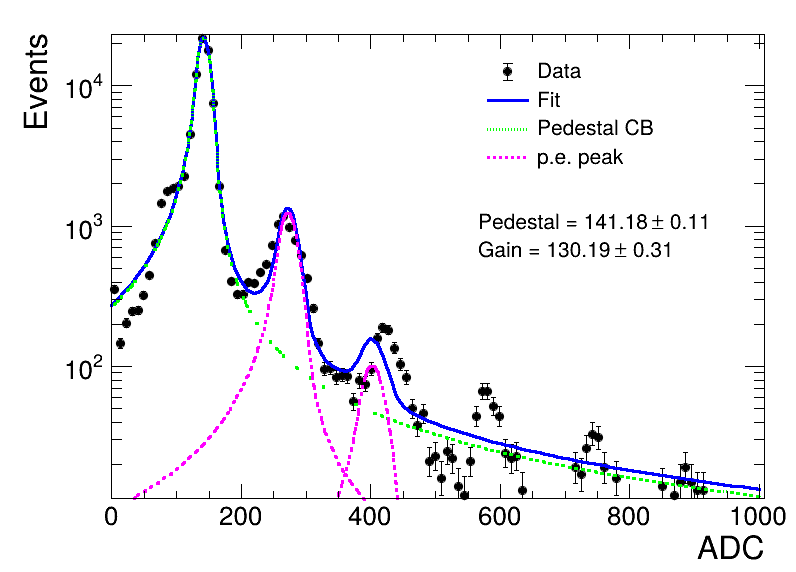 Events
10⁴
10³
10²
Data
Fit
Pedestal CB
p.e. peak
Pedestal = 141.18 ± 0.11
Gain = 130.19 ± 0.31
0 200 400 600 800 1000
ADC